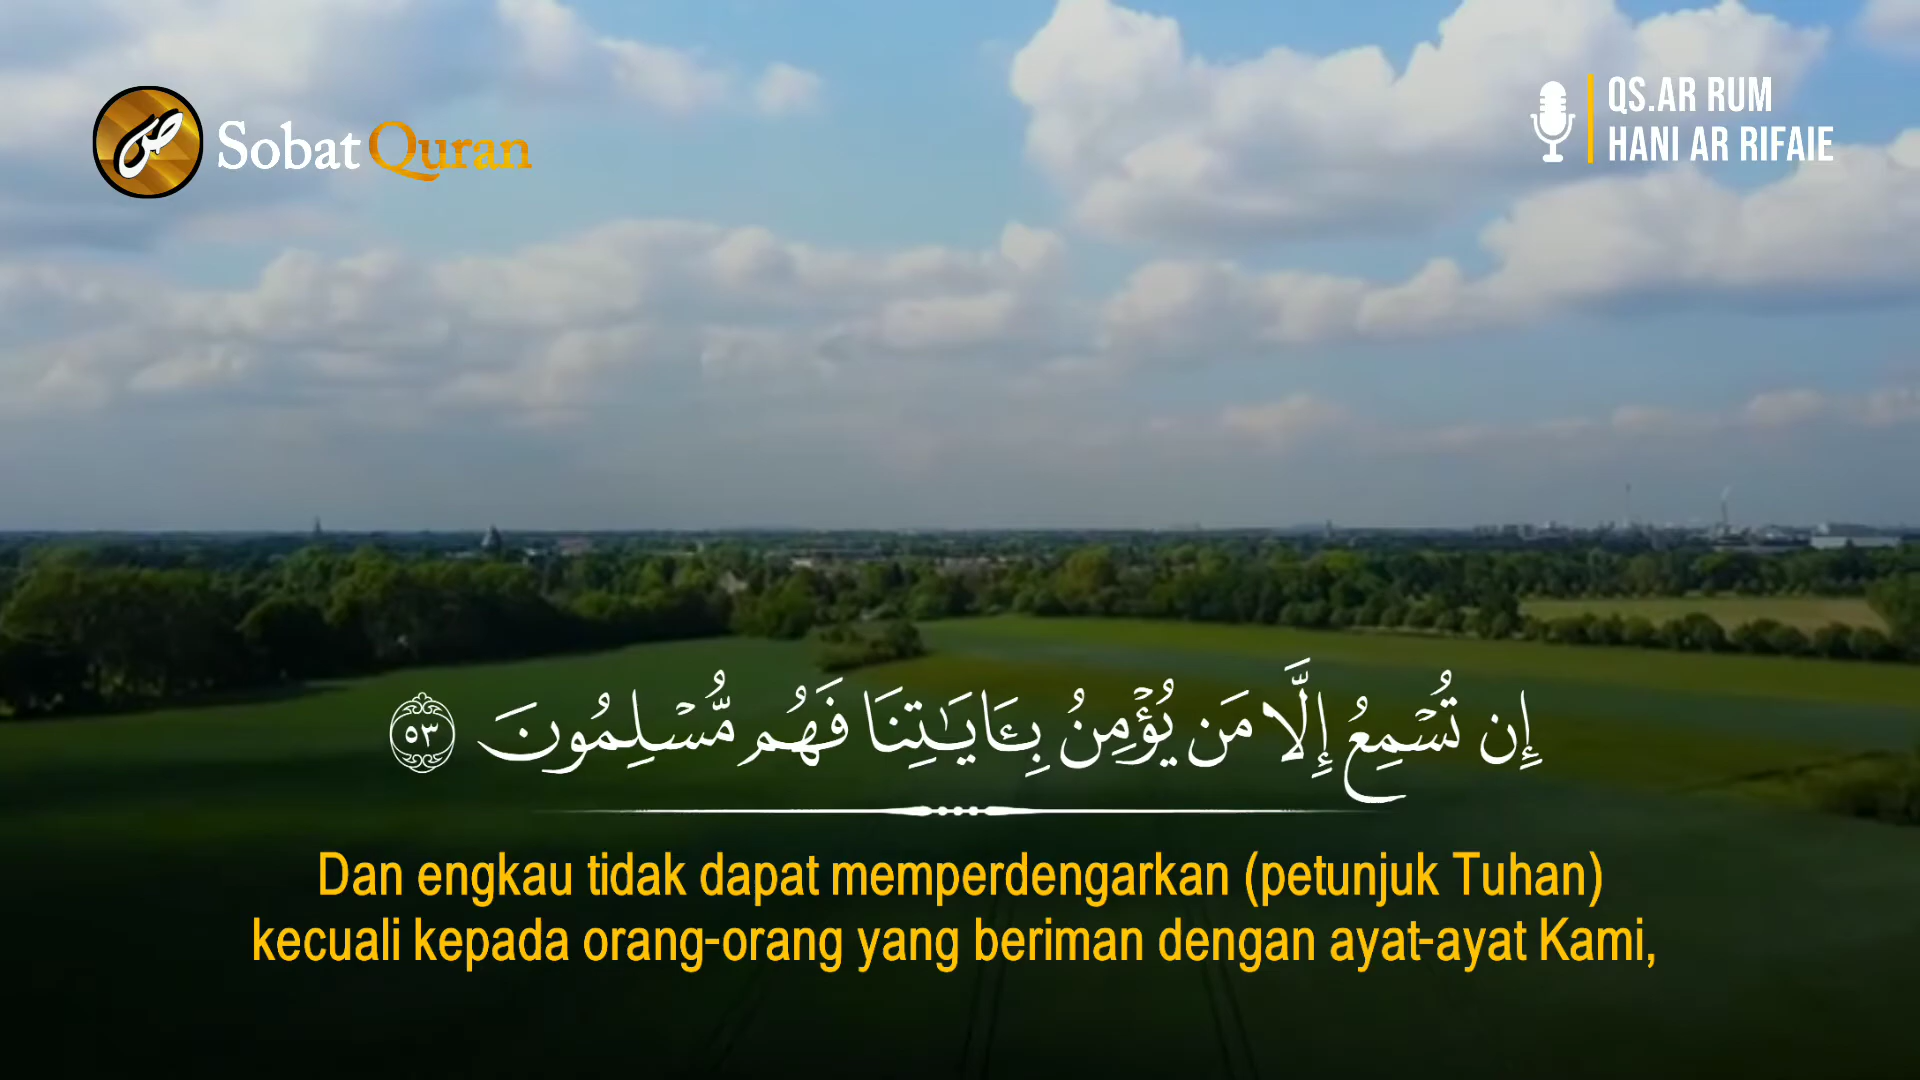 Sobat Quran
QS.AR RUM
HANI AR RIFAIE
إِن تُسْمِعُ إِلَّا مَن يُؤْمِنُ بِـَٔايَـٰتِنَا فَهُم مُّسْلِمُونَ ٥٣
Dan engkau tidak dapat memperdengarkan (petunjuk Tuhan)
kecuali kepada orang-orang yang beriman dengan ayat-ayat Kami,